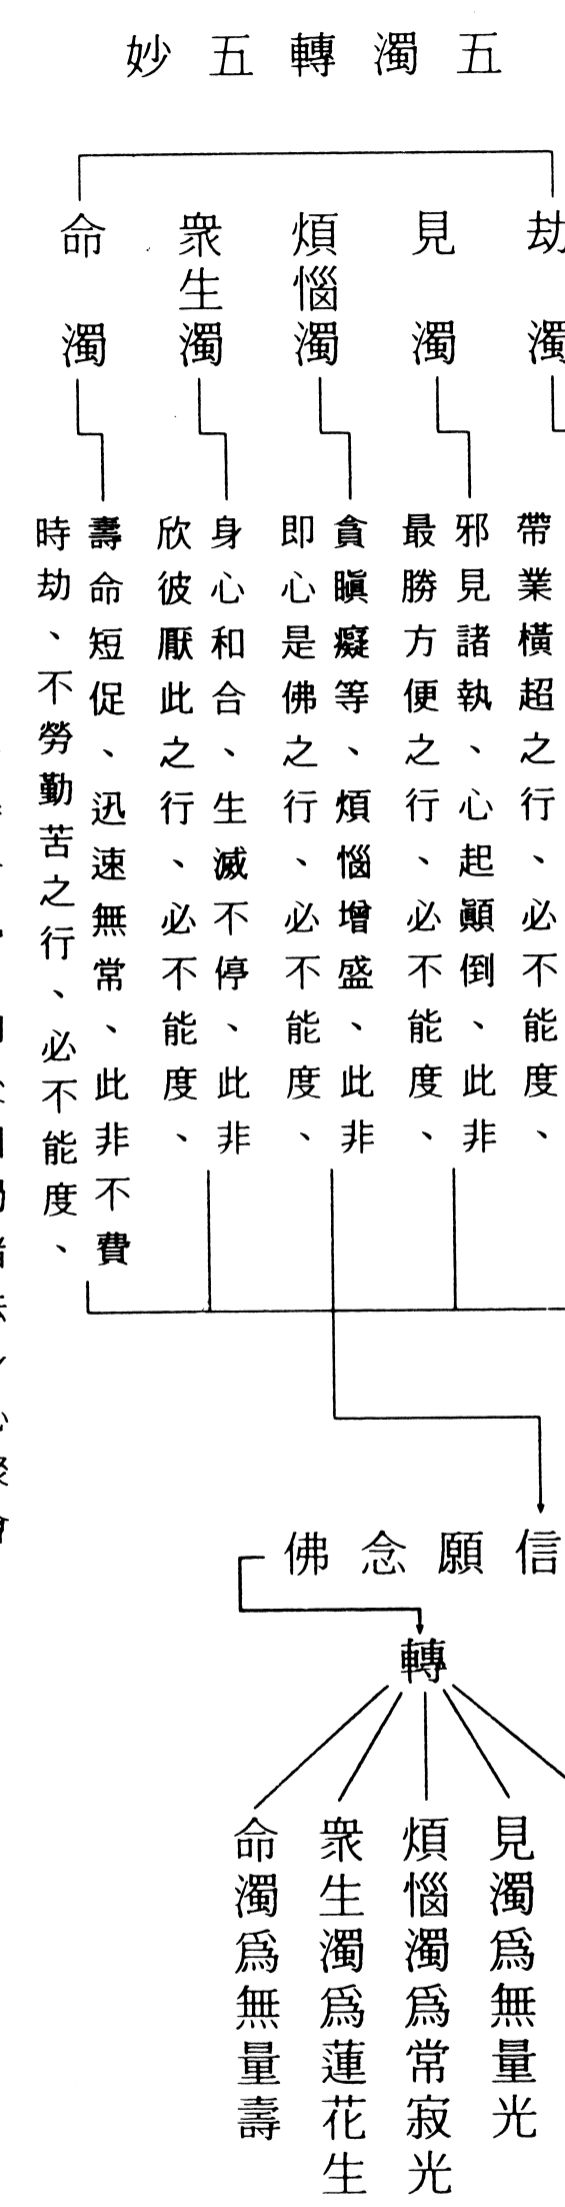 五濁轉五妙
劫濁
帶業橫超之行、必不能度、
見濁
邪見諸執、心起顚倒、此非
最勝方便之行、必不能度、
煩惱濁
貪瞋癡等、煩惱增盛、此非
即心是佛之行、必不能度、
衆生濁
身心和合、生滅不停、此非
欣彼厭此之行、必不能度、
命濁
壽命短促、迅速無常、此非不費
時劫、不勞勤苦之行、必不能度、
信願念佛
轉
見濁爲無量光
煩惱濁爲常寂光
衆生濁爲蓮花生
命濁爲無量壽